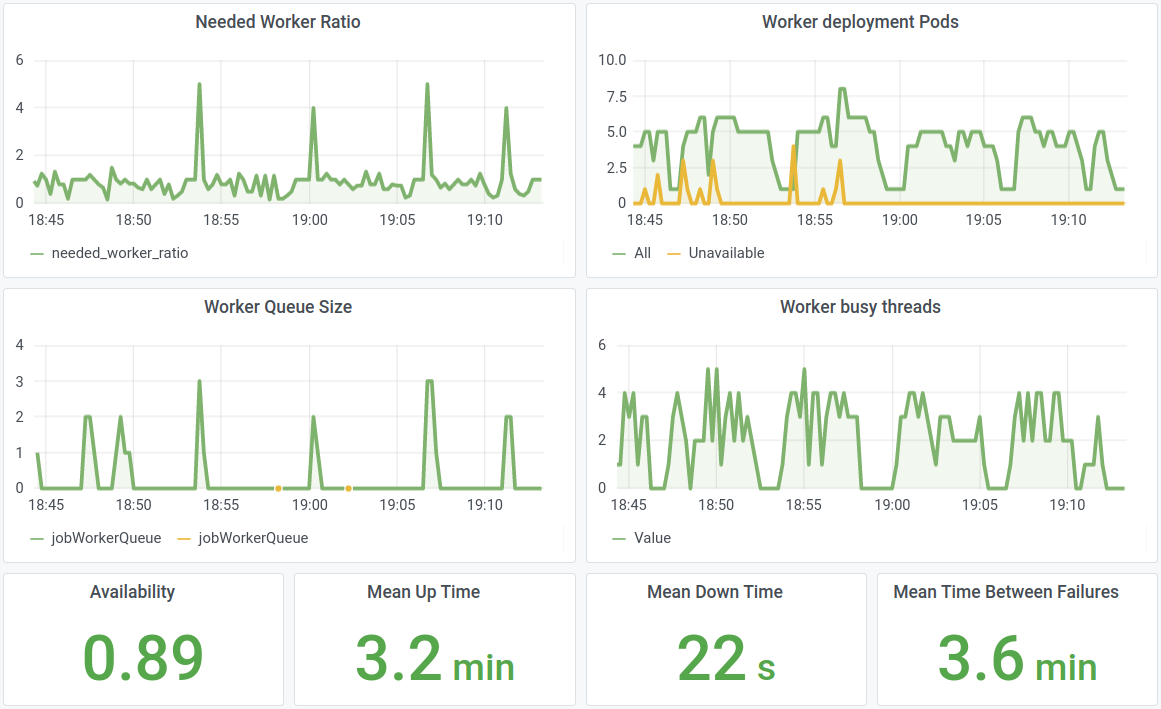 Needed Worker Ratio
6
4
2
0
18:45 18:50 18:55 19:00 19:05 19:10
needed_worker_ratio
Worker deployment Pods
10.0
7.5
5.0
2.5
0
18:45 18:50 18:55 19:00 19:05 19:10
All Unavailable
Worker Queue Size
4
3
2
1
0
18:45 18:50 18:55 19:00 19:05 19:10
jobWorkerQueue jobWorkerQueue
Worker busy threads
6
4
2
0
18:45 18:50 18:55 19:00 19:05 19:10
Value
Availability
0.89
Mean Up Time
3.2 min
Mean Down Time
22 s
Mean Time Between Failures
3.6 min